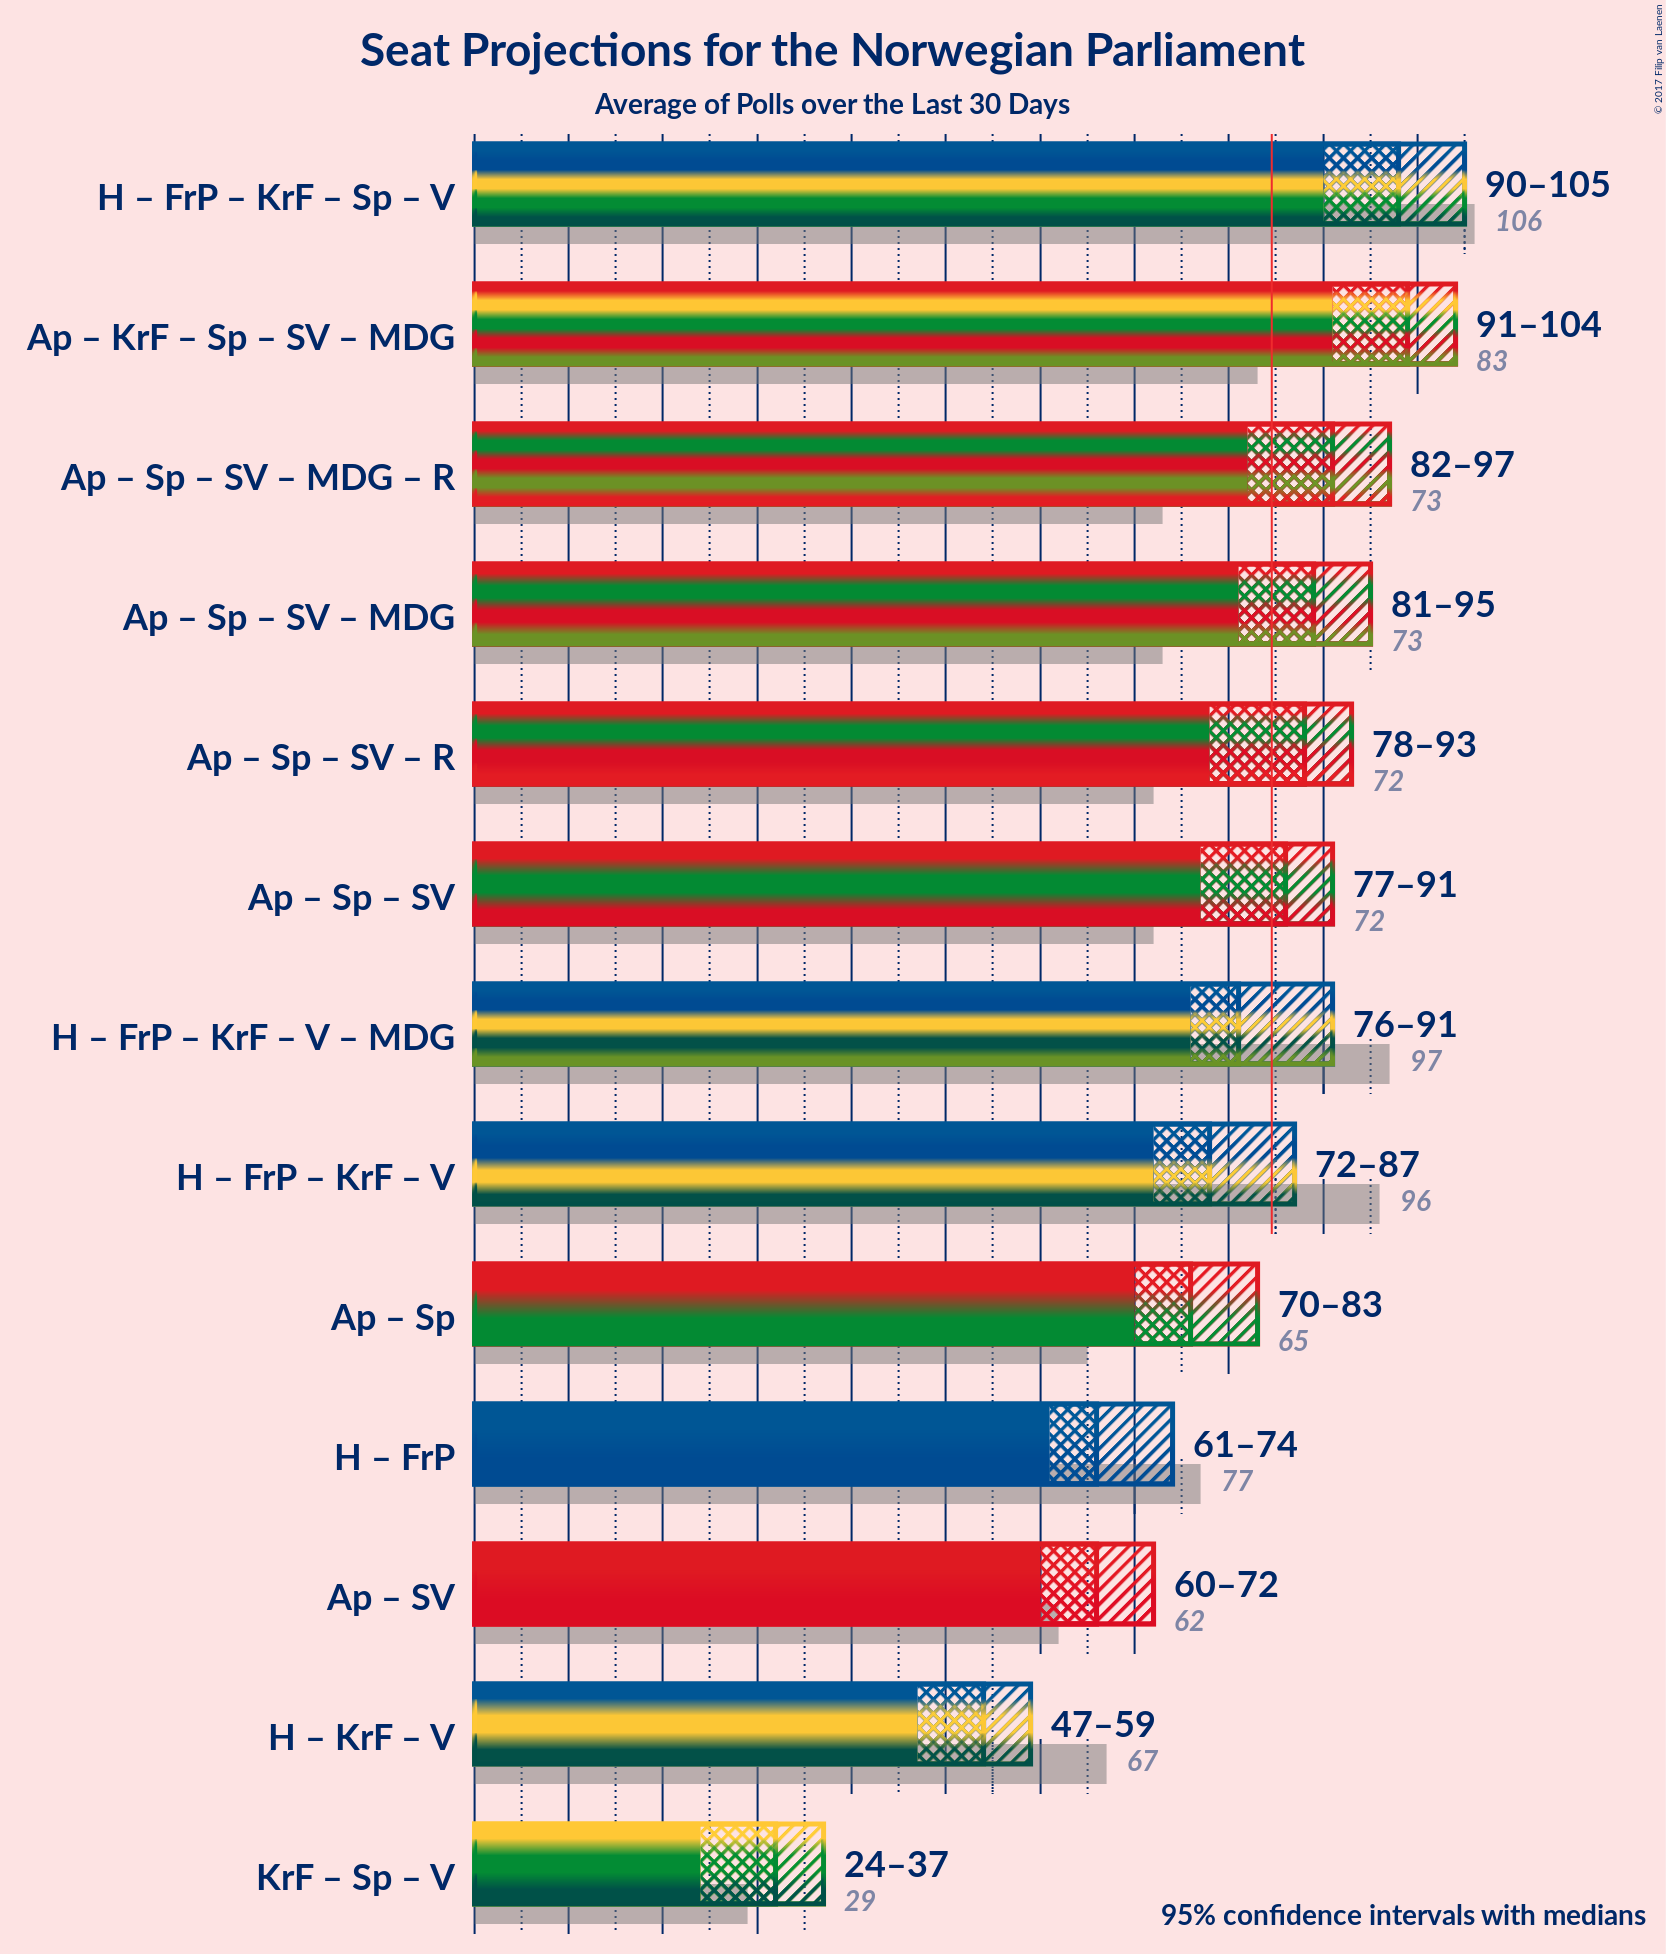 Seat Projections for the Norwegian Parliament
Average of Polls over the Last 30 Days
© 2017 Filip van Laenen
H – FrP – KrF – Sp – V
90–105
106
Ap – KrF – Sp – SV – MDG
91–104
83
Ap – Sp – SV – MDG – R
82–97
73
Ap – Sp – SV – MDG
81–95
73
Ap – Sp – SV – R
78–93
72
Ap – Sp – SV
77–91
72
H – FrP – KrF – V – MDG
76–91
97
H – FrP – KrF – V
72–87
96
Ap – Sp
70–83
65
H – FrP
61–74
77
Ap – SV
60–72
62
H – KrF – V
47–59
67
KrF – Sp – V
24–37
29
95% confidence intervals with medians